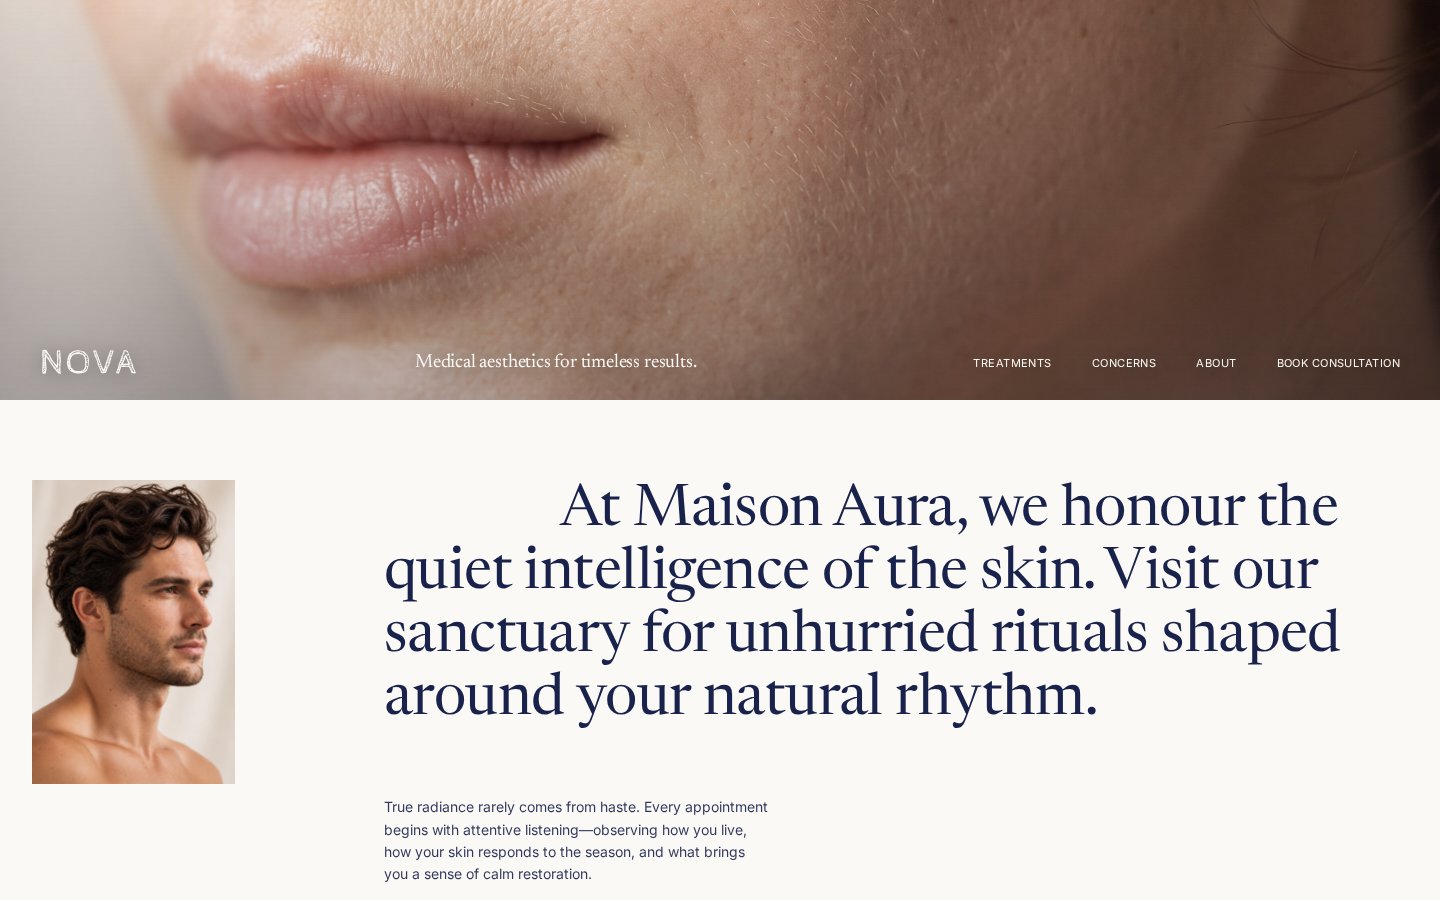 NOVA
Medical aesthetics for timeless results.
TREATMENTS CONCERNS ABOUT BOOK CONSULTATION
At Maison Aura, we honour the
quiet intelligence of the skin. Visit our
sanctuary for unhurried rituals shaped
around your natural rhythm.
True radiance rarely comes from haste. Every appointment
begins with attentive listening—observing how you live,
how your skin responds to the season, and what brings
you a sense of calm restoration.